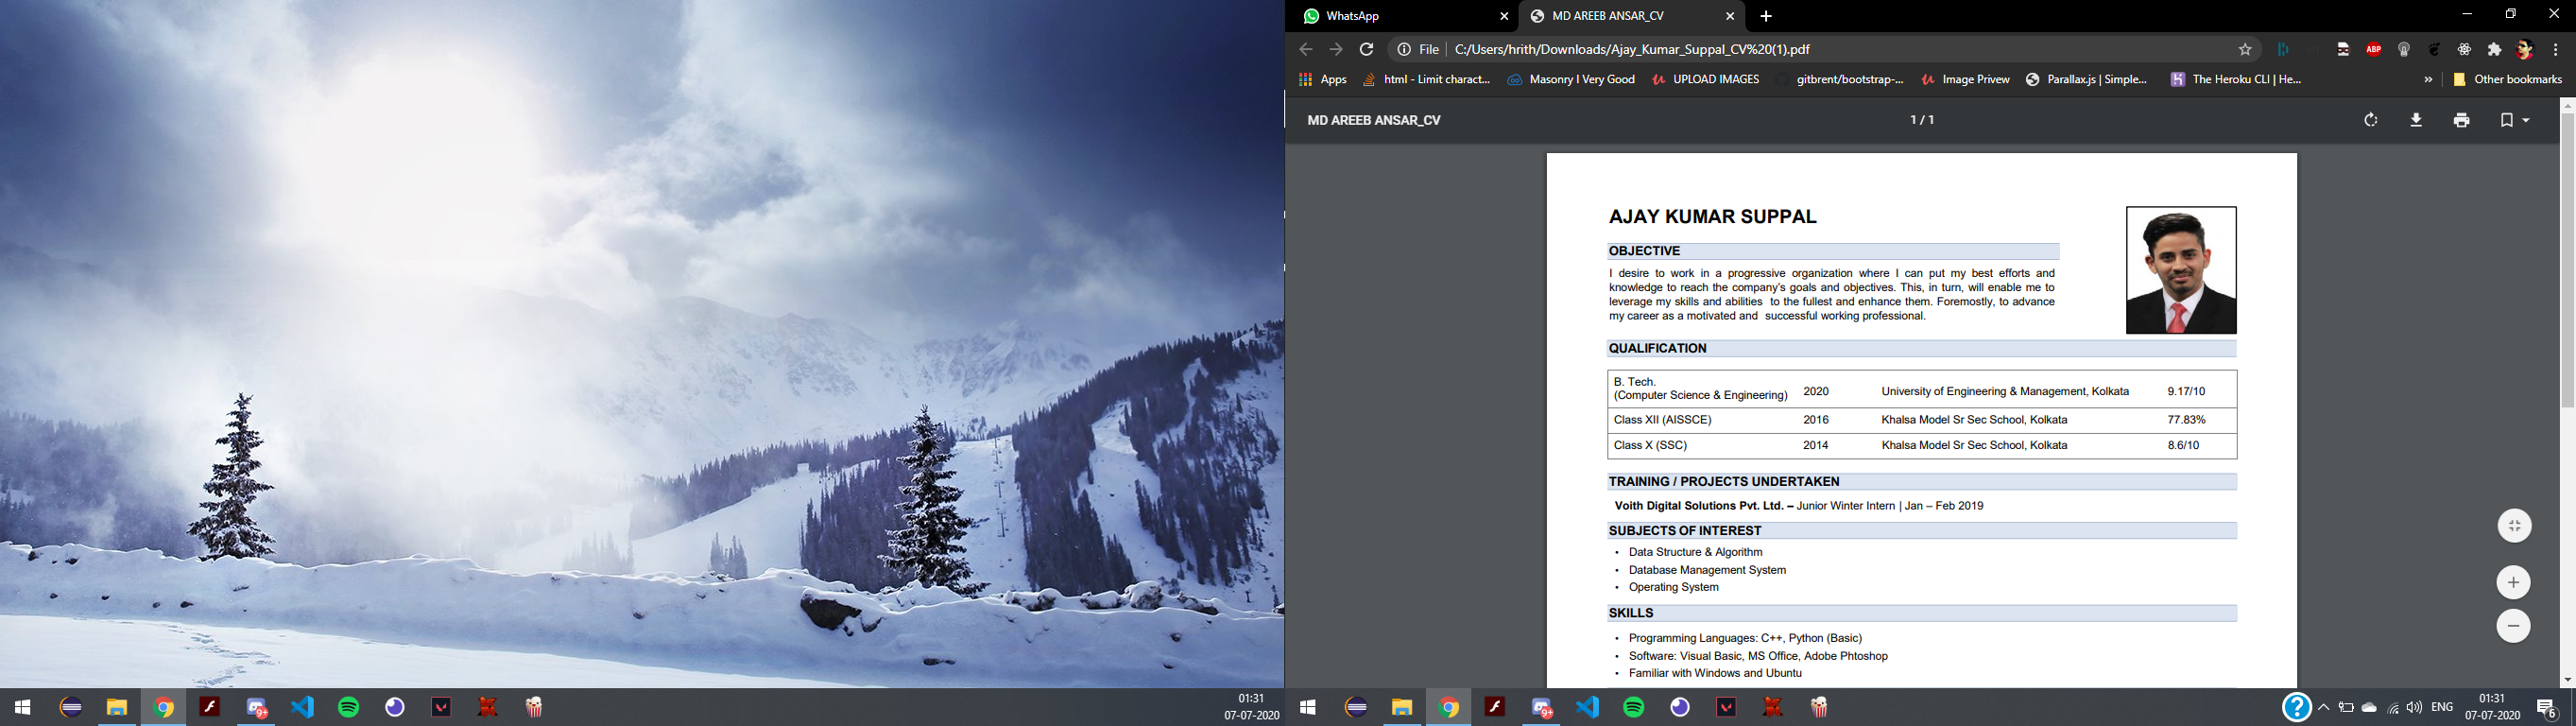 WhatsApp
MD AREEB ANSAR_CV
File
C:/Users/hrith/Downloads/Ajay_Kumar_Suppal_CV%20(1).pdf
ABP
Apps
html - Limit charact...
Masonry I Very Good
UPLOAD IMAGES
gitbrent/bootstrap-...
Image Privew
Parallax.js | Simple...
The Heroku CLI | He...
»
Other bookmarks
MD AREEB ANSAR_CV
1 / 1
AJAY KUMAR SUPPAL
OBJECTIVE
I desire to work in a progressive organization where I can put my best efforts and
knowledge to reach the company's goals and objectives. This, in turn, will enable me to
leverage my skills and abilities to the fullest and enhance them. Foremostly, to advance
my career as a motivated and successful working professional.
QUALIFICATION
B. Tech.
(Computer Science & Engineering) 2020 University of Engineering & Management, Kolkata 9.17/10
Class XII (AISSCE) 2016 Khalsa Model Sr Sec School, Kolkata 77.83%
Class X (SSC) 2014 Khalsa Model Sr Sec School, Kolkata 8.6/10
TRAINING / PROJECTS UNDERTAKEN
Voith Digital Solutions Pvt. Ltd. – Junior Winter Intern | Jan – Feb 2019
SUBJECTS OF INTEREST
• Data Structure & Algorithm
• Database Management System
• Operating System
SKILLS
• Programming Languages: C++, Python (Basic)
• Software: Visual Basic, MS Office, Adobe Phtoshop
• Familiar with Windows and Ubuntu
9+
01:31
07-07-2020
9+
ENG
01:31
07-07-2020
6